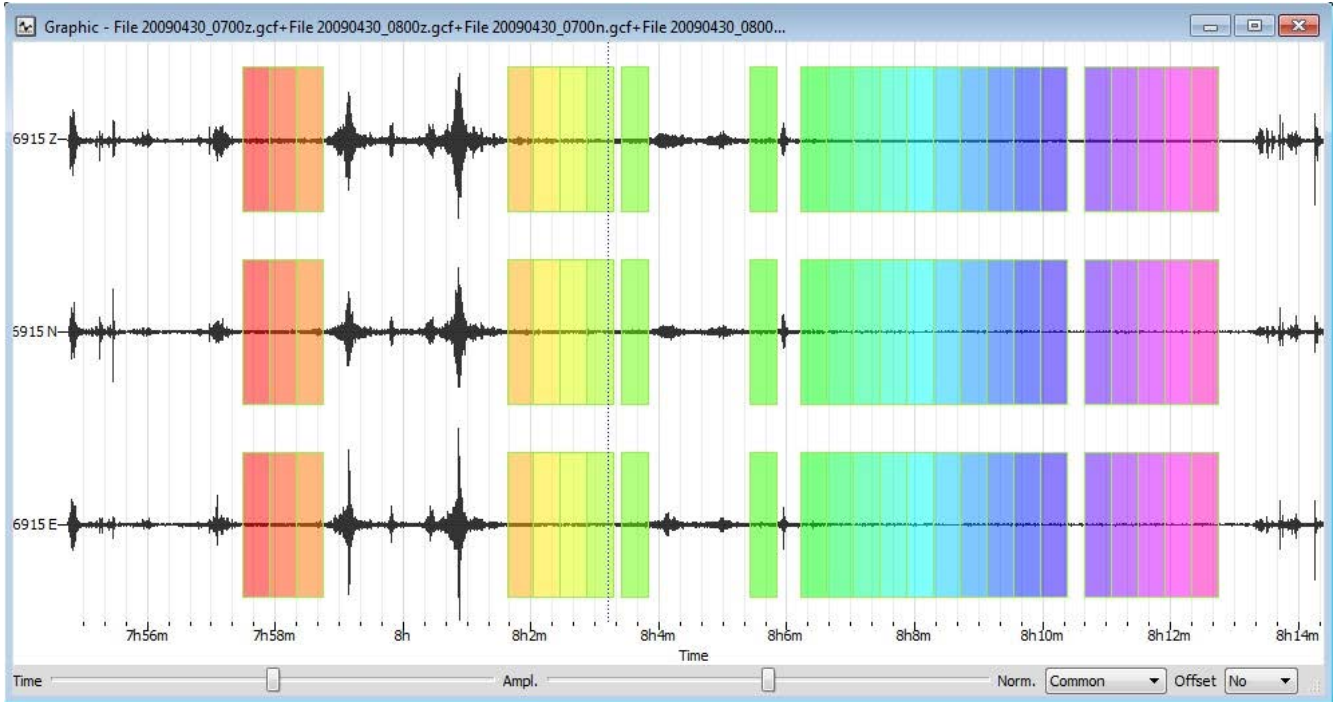 Graphic - File 20090430_0700z.gcf+File 20090430_0800z.gcf+File 20090430_0700n.gcf+File 20090430_0800...
6915 Z
6915 N
6915 E
7h56m 7h58m 8h 8h2m 8h4m 8h6m 8h8m 8h10m 8h12m 8h14m
Time
Time Ampl. Norm. Common Offset No